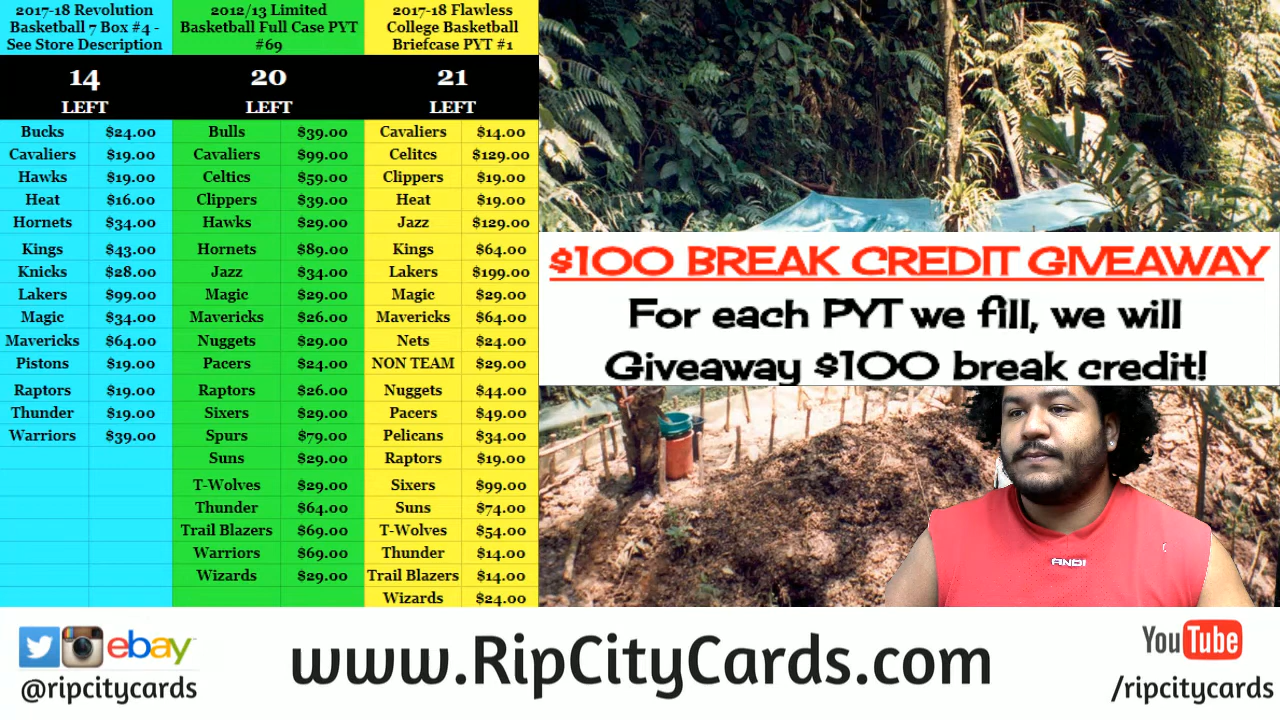 2017-18 Revolution
Basketball 7 Box #4 -
See Store Description
14
LEFT
Bucks $24.00
Cavaliers $19.00
Hawks $19.00
Heat $16.00
Hornets $34.00
Kings $43.00
Knicks $28.00
Lakers $99.00
Magic $34.00
Mavericks $64.00
Pistons $19.00
Raptors $19.00
Thunder $19.00
Warriors $39.00
2012/13 Limited
Basketball Full Case PYT
#69
20
LEFT
Bulls $39.00
Cavaliers $99.00
Celtics $59.00
Clippers $39.00
Hawks $29.00
Hornets $89.00
Jazz $34.00
Magic $29.00
Mavericks $26.00
Nuggets $29.00
Pacers $24.00
Raptors $26.00
Sixers $29.00
Spurs $79.00
Suns $29.00
T-Wolves $29.00
Thunder $64.00
Trail Blazers $69.00
Warriors $69.00
Wizards $29.00
2017-18 Flawless
College Basketball
Briefcase PYT #1
21
LEFT
Cavaliers $14.00
Celitcs $129.00
Clippers $19.00
Heat $19.00
Jazz $129.00
Kings $64.00
Lakers $199.00
Magic $29.00
Mavericks $64.00
Nets $24.00
NON TEAM $29.00
Nuggets $44.00
Pacers $49.00
Pelicans $34.00
Raptors $19.00
Sixers $99.00
Suns $74.00
T-Wolves $54.00
Thunder $14.00
Trail Blazers $14.00
Wizards $24.00
$100 BREAK CREDIT GIVEAWAY
For each PYT we fill, we will
Giveaway $100 break credit!
AND1
ebay
@ripcitycards
www.RipCityCards.com
YouTube
/ripcitycards